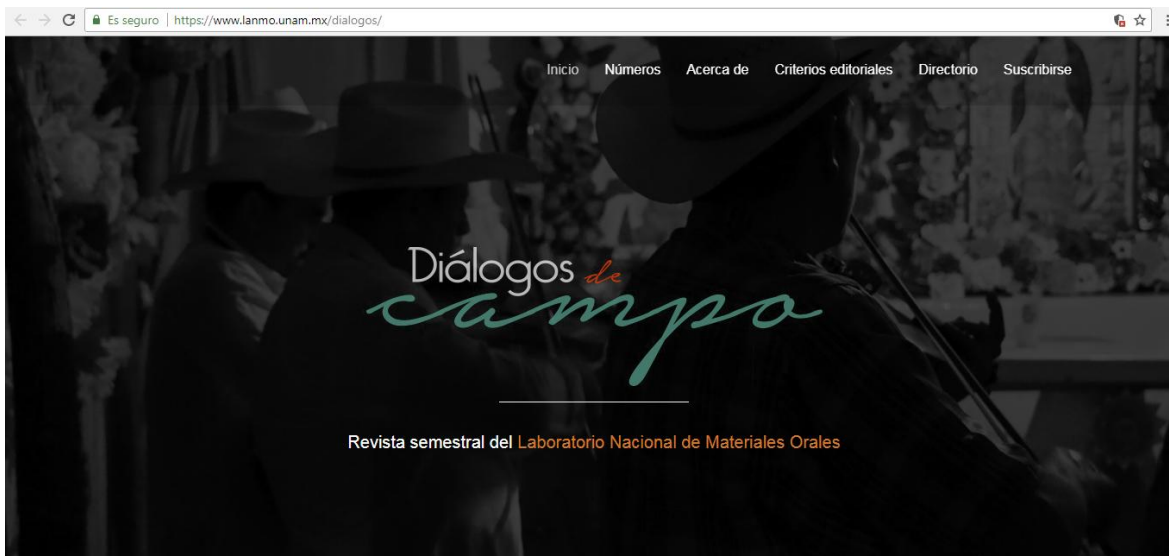 Es seguro | https://www.lanmo.unam.mx/dialogos/
Inicio Números Acerca de Criterios editoriales Directorio Suscribirse
Diálogos de
campo
Revista semestral del Laboratorio Nacional de Materiales Orales